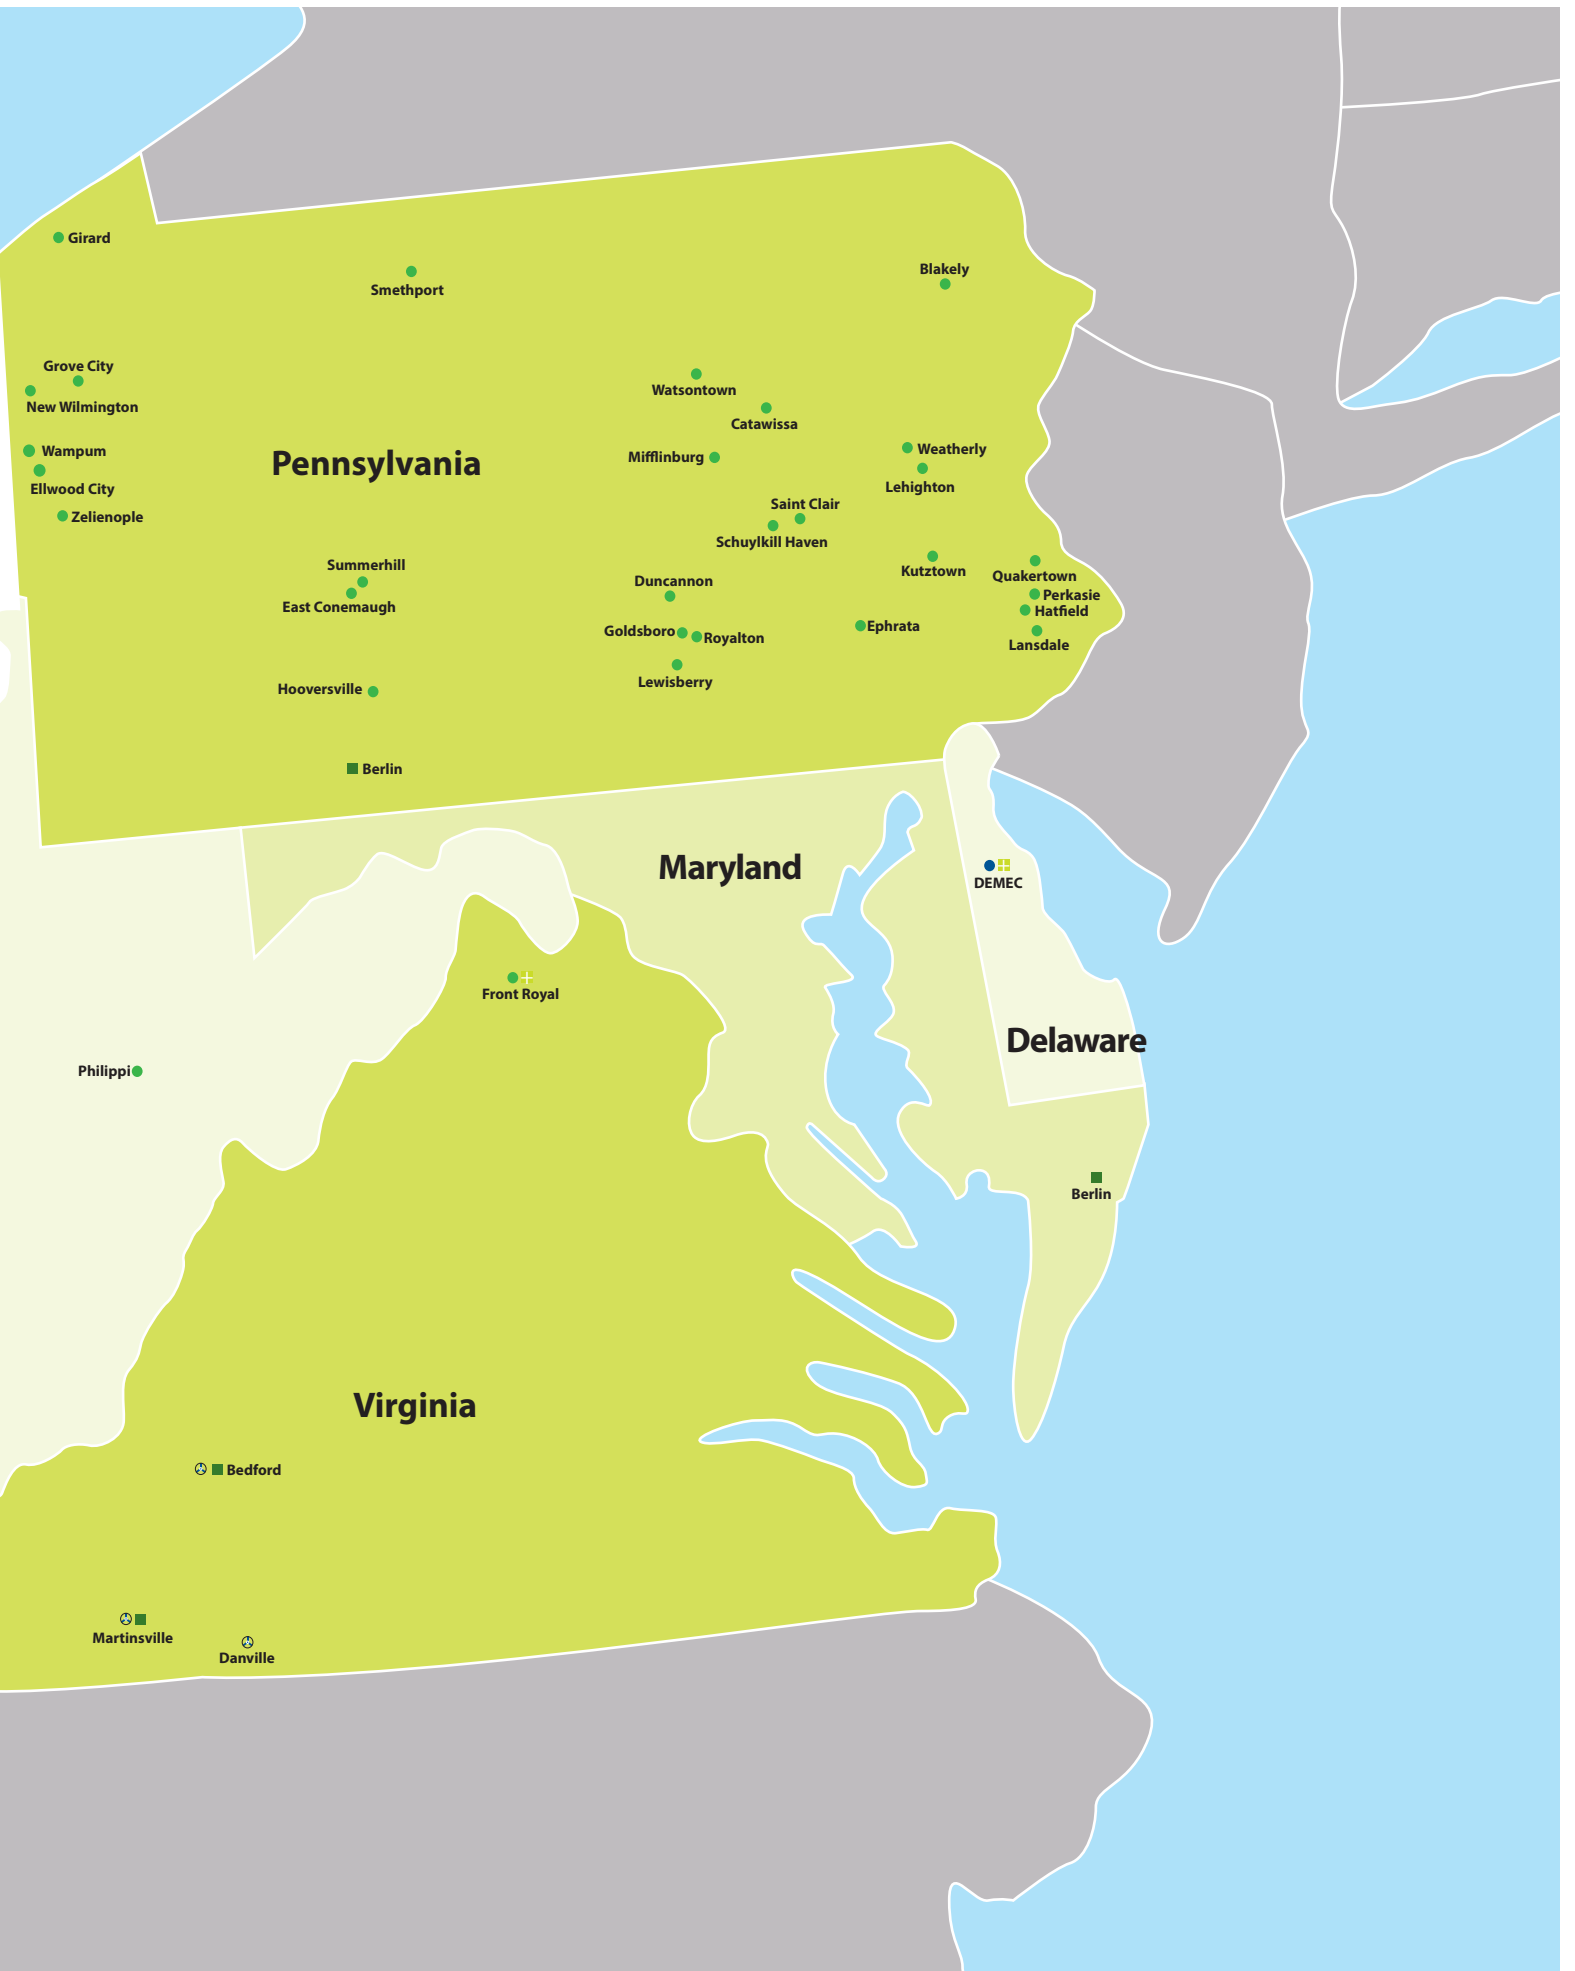 Girard
Smethport
Blakely
Grove City
New Wilmington
Watsontown
Catawissa
Wampum
Ellwood City
Pennsylvania
Mifflinburg
Weatherly
Lehighton
Zelienople
Saint Clair
Schuylkill Haven
Summerhill
East Conemaugh
Duncannon
Kutztown
Quakertown
Perkasie
Hatfield
Goldsboro
Royalton
Ephrata
Lansdale
Lewisberry
Hooversville
Berlin
Maryland
DEMEC
Front Royal
Delaware
Philippi
Berlin
Virginia
Bedford
Martinsville
Danville